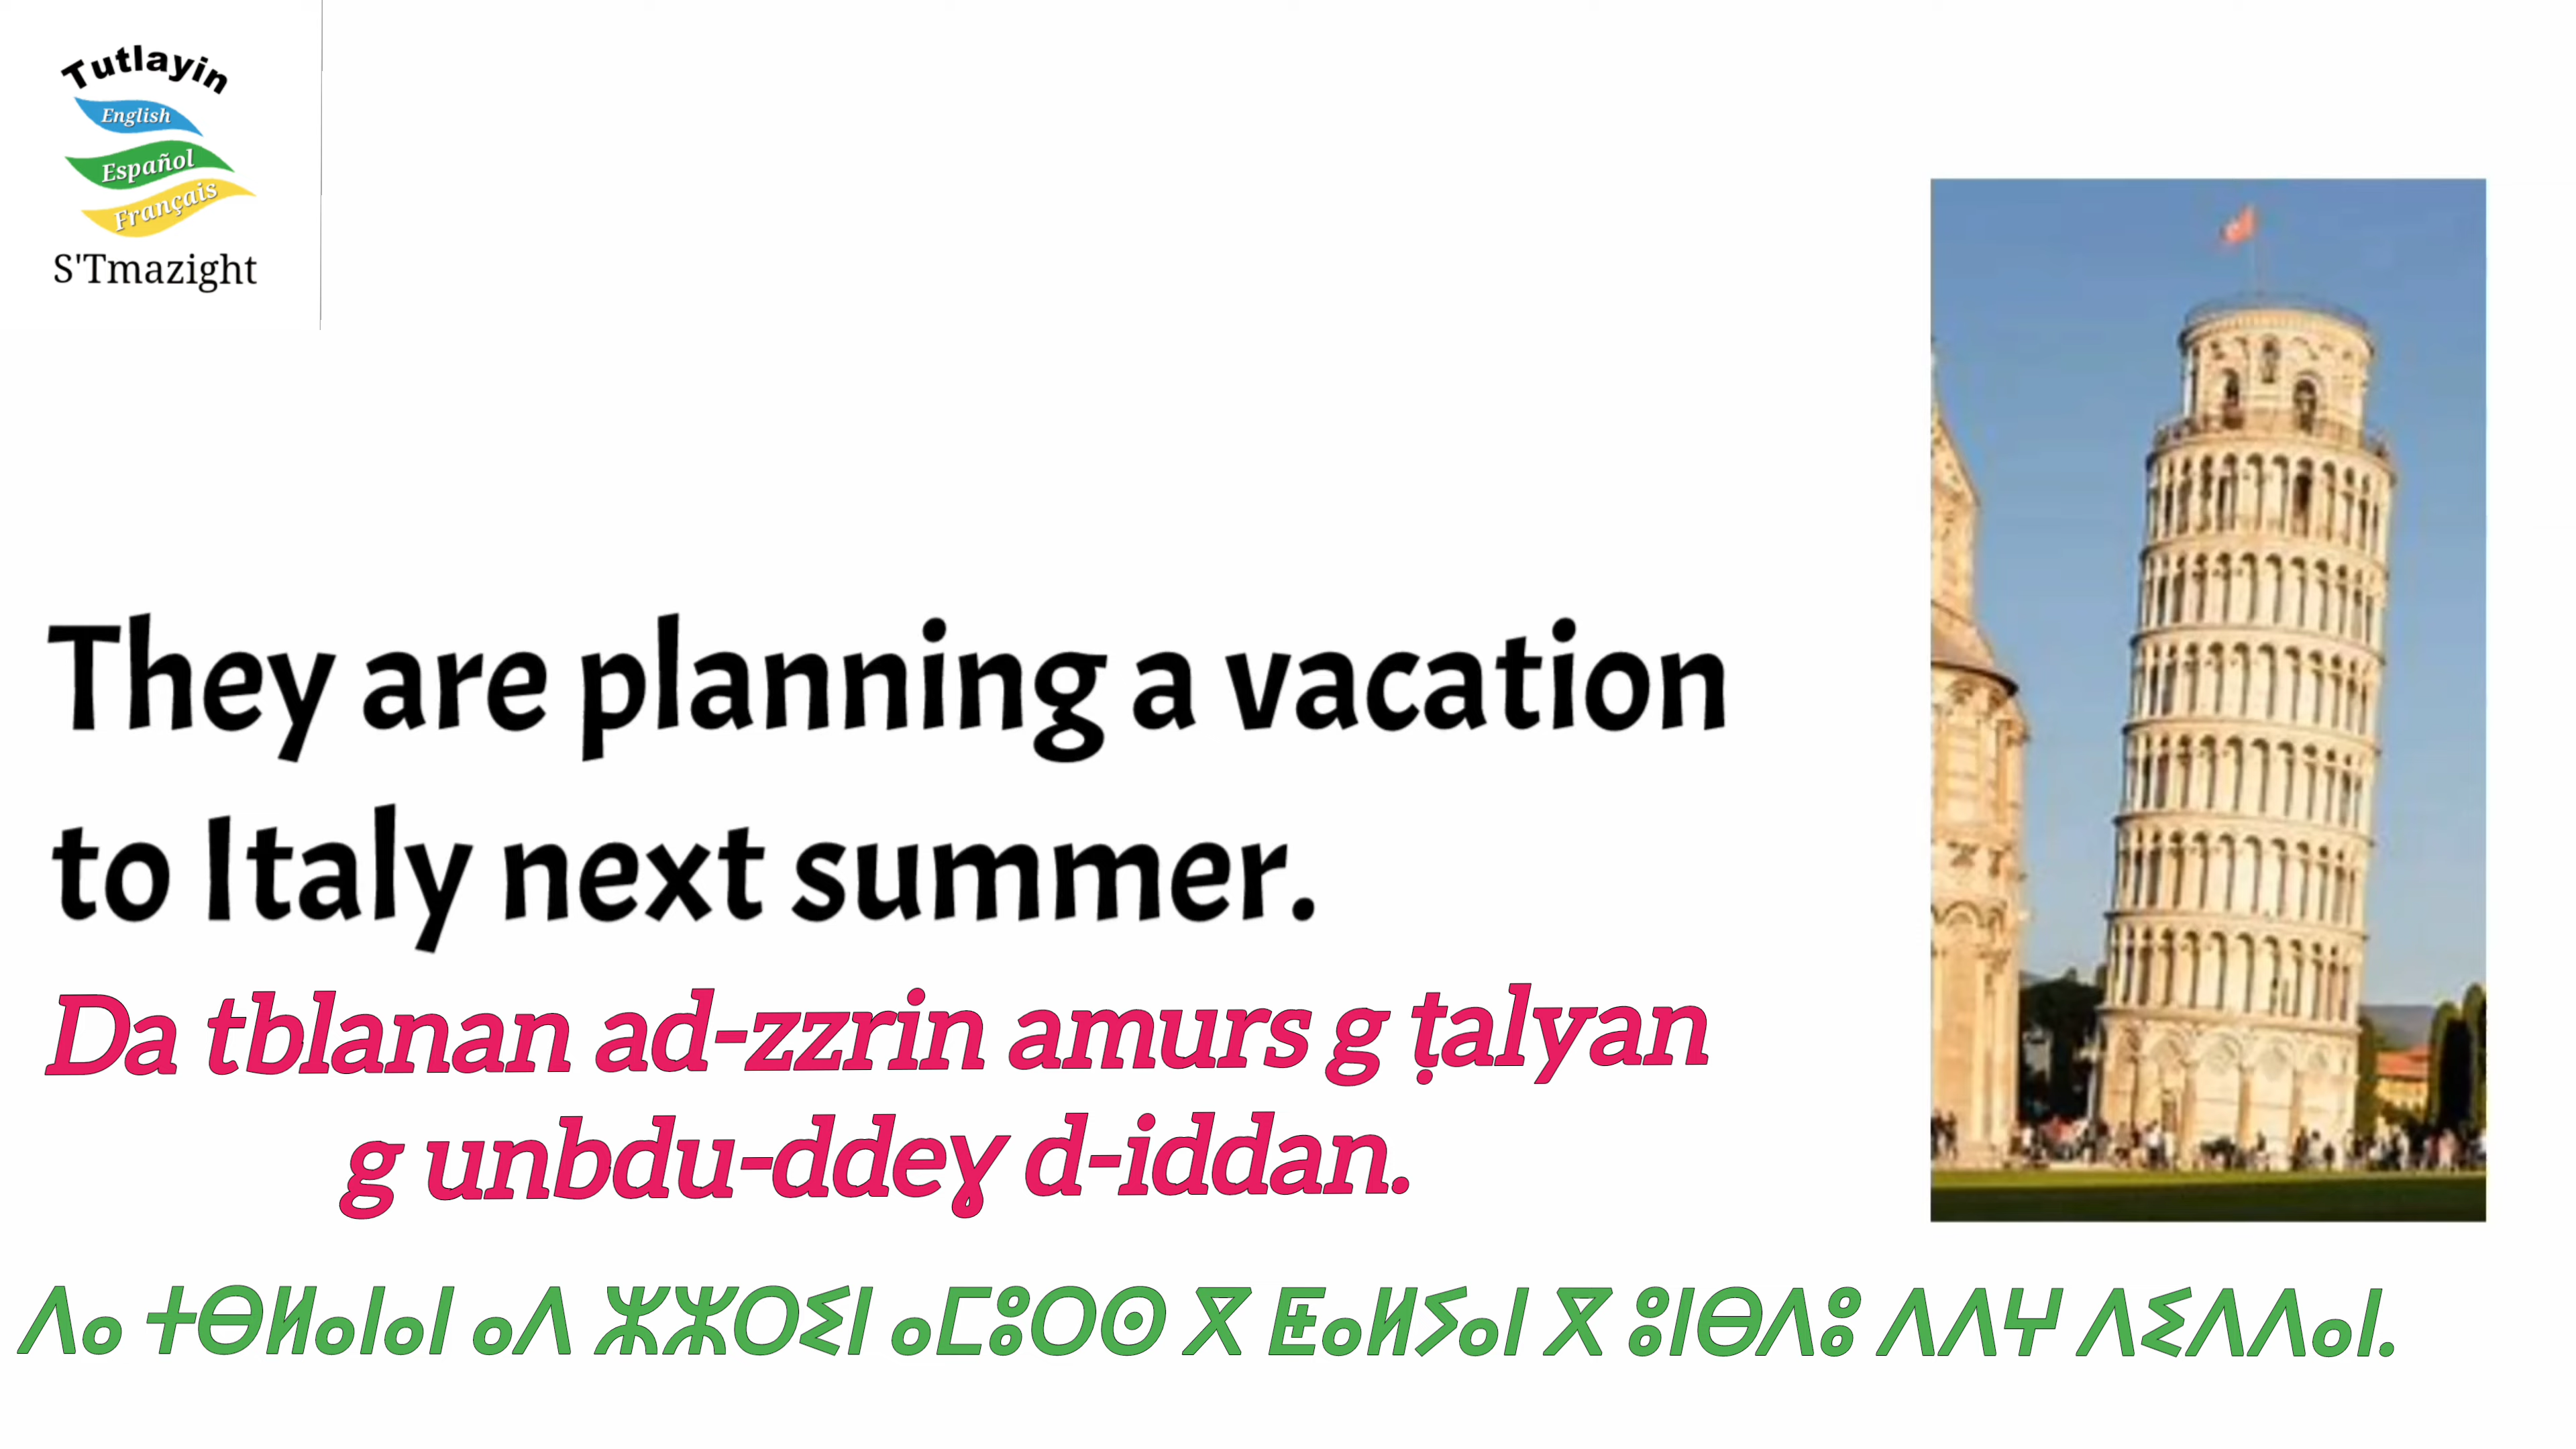 Tutlayin
English
Español
Français
S'Tmazight
They are planning a vacation
to Italy next summer.
Da tblanan ad-zzrin amurs g ṭalyan
g unbdu-ddeɣ d-iddan.
ⴷⴰ ⵜⴱⵍⴰⵏⴰⵏ ⴰⴷ ⵣⵣⵔⵉⵏ ⴰⵎⵓⵔⵙ ⴳ ⵟⴰⵍⵢⴰⵏ ⴳ ⵓⵏⴱⴷⵓ ⴷⴷⵖ ⴷⵉⴷⴷⴰⵏ.